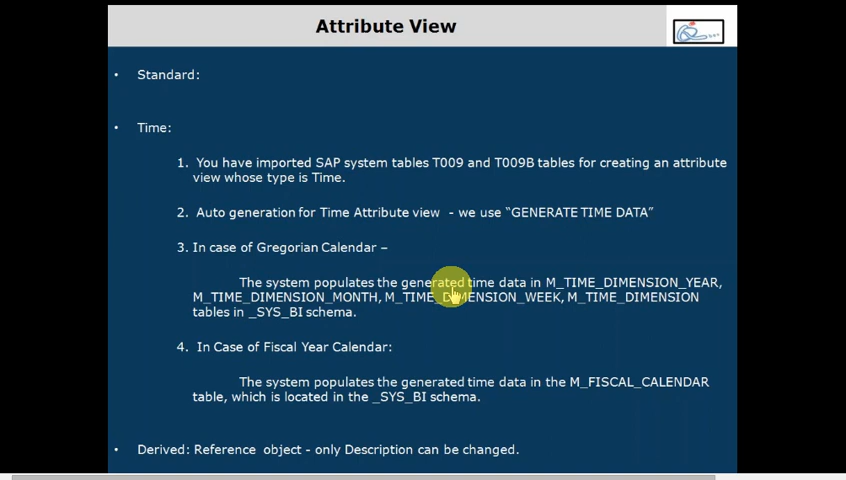 Attribute View
• Standard:
• Time:
1. You have imported SAP system tables T009 and T009B tables for creating an attribute
view whose type is Time.
2. Auto generation for Time Attribute view - we use “GENERATE TIME DATA”
3. In case of Gregorian Calendar –
The system populates the generated time data in M_TIME_DIMENSION_YEAR,
M_TIME_DIMENSION_MONTH, M_TIME_DIMENSION_WEEK, M_TIME_DIMENSION
tables in _SYS_BI schema.
4. In Case of Fiscal Year Calendar:
The system populates the generated time data in the M_FISCAL_CALENDAR
table, which is located in the _SYS_BI schema.
• Derived: Reference object - only Description can be changed.